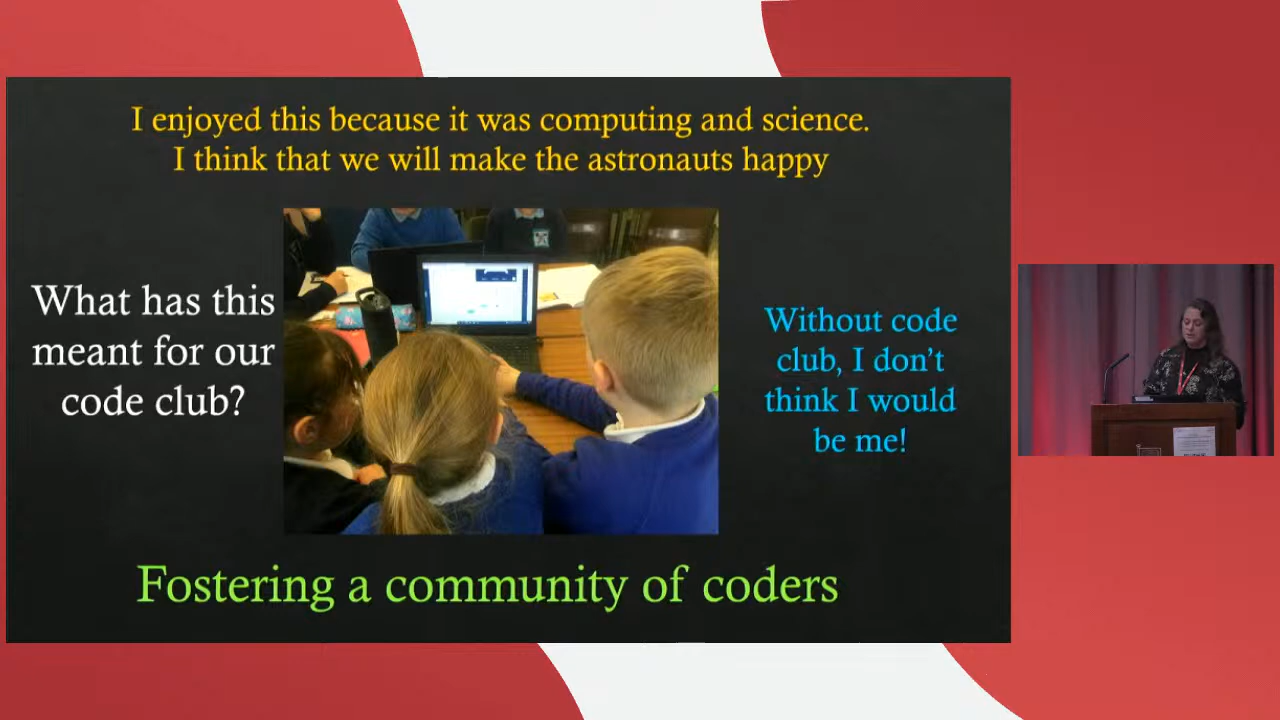 I enjoyed this because it was computing and science.
I think that we will make the astronauts happy
What has this
meant for our
code club?
Without code
club, I don't
think I would
be me!
Fostering a community of coders